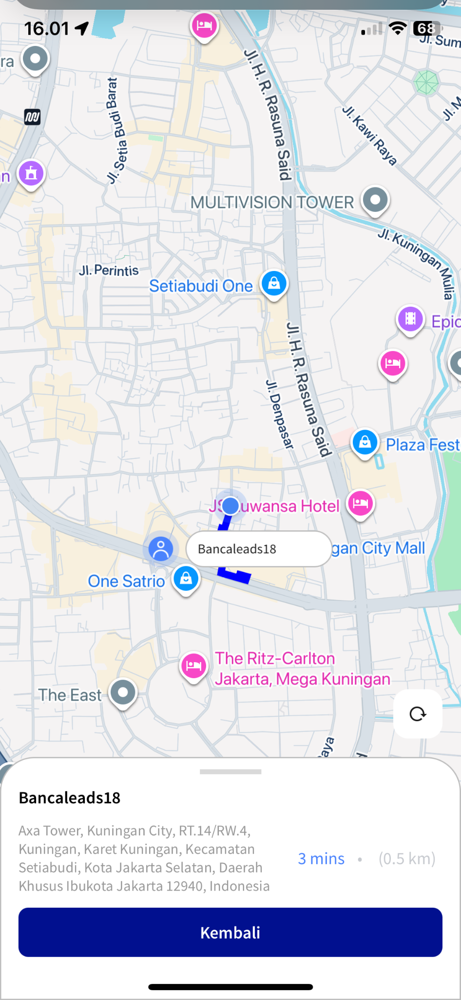 16.01
68
Jl. Sum
ra
Jl. H. R. Rasuna Said
Jl. Setia Budi Barat
Jl. Kawi Raya
Jl. M
an
MULTIVISION TOWER
Jl. Kuningan Mulia
Jl. Perintis
Setiabudi One
Epic
Jl. H. R. Rasuna Said
Jl. Denpasar
Plaza Fest
JS Luwansa Hotel
Bancaleads18
gan City Mall
One Satrio
The Ritz-Carlton
Jakarta, Mega Kuningan
The East
Raya
d
Bancaleads18
Axa Tower, Kuningan City, RT.14/RW.4,
Kuningan, Karet Kuningan, Kecamatan
Setiabudi, Kota Jakarta Selatan, Daerah
Khusus Ibukota Jakarta 12940, Indonesia
3 mins • (0.5 km)
Kembali